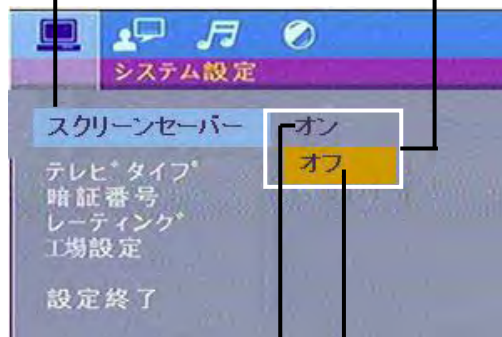 システム設定
スクリーンセーバー
オン
オフ
テレビタイプ
暗証番号
レーティング
工場設定
設定終了